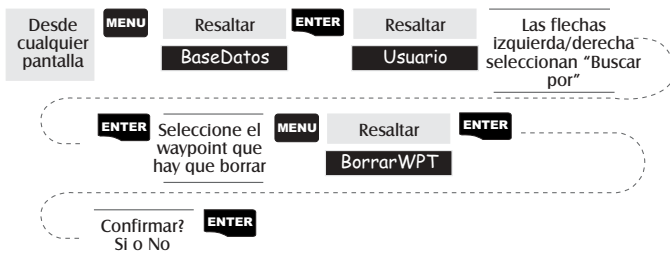 Desde
cualquier
pantalla
MENU
Resaltar
BaseDatos
ENTER
Resaltar
Usuario
Las flechas
izquierda/derecha
seleccionan “Buscar
por”
ENTER
Seleccione el
waypoint que
hay que borrar
MENU
Resaltar
BorrarWPT
ENTER
Confirmar?
Si o No
ENTER